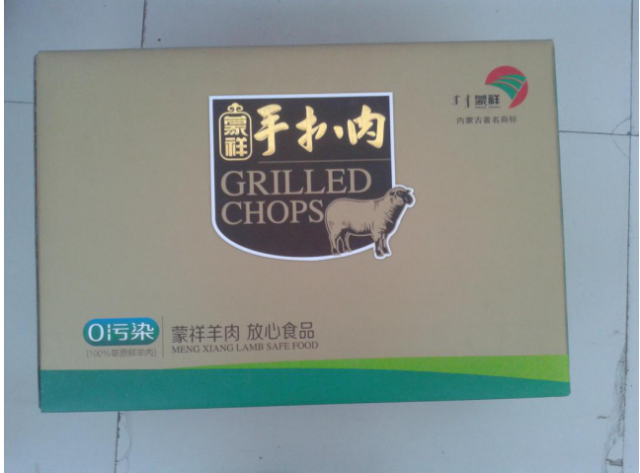 蒙祥
手扒肉
GRILLED
CHOPS
蒙祥
内蒙古著名商标
0污染
[100%草原鲜羊肉]
蒙祥羊肉 放心食品
MENG XIANG LAMB SAFE FOOD